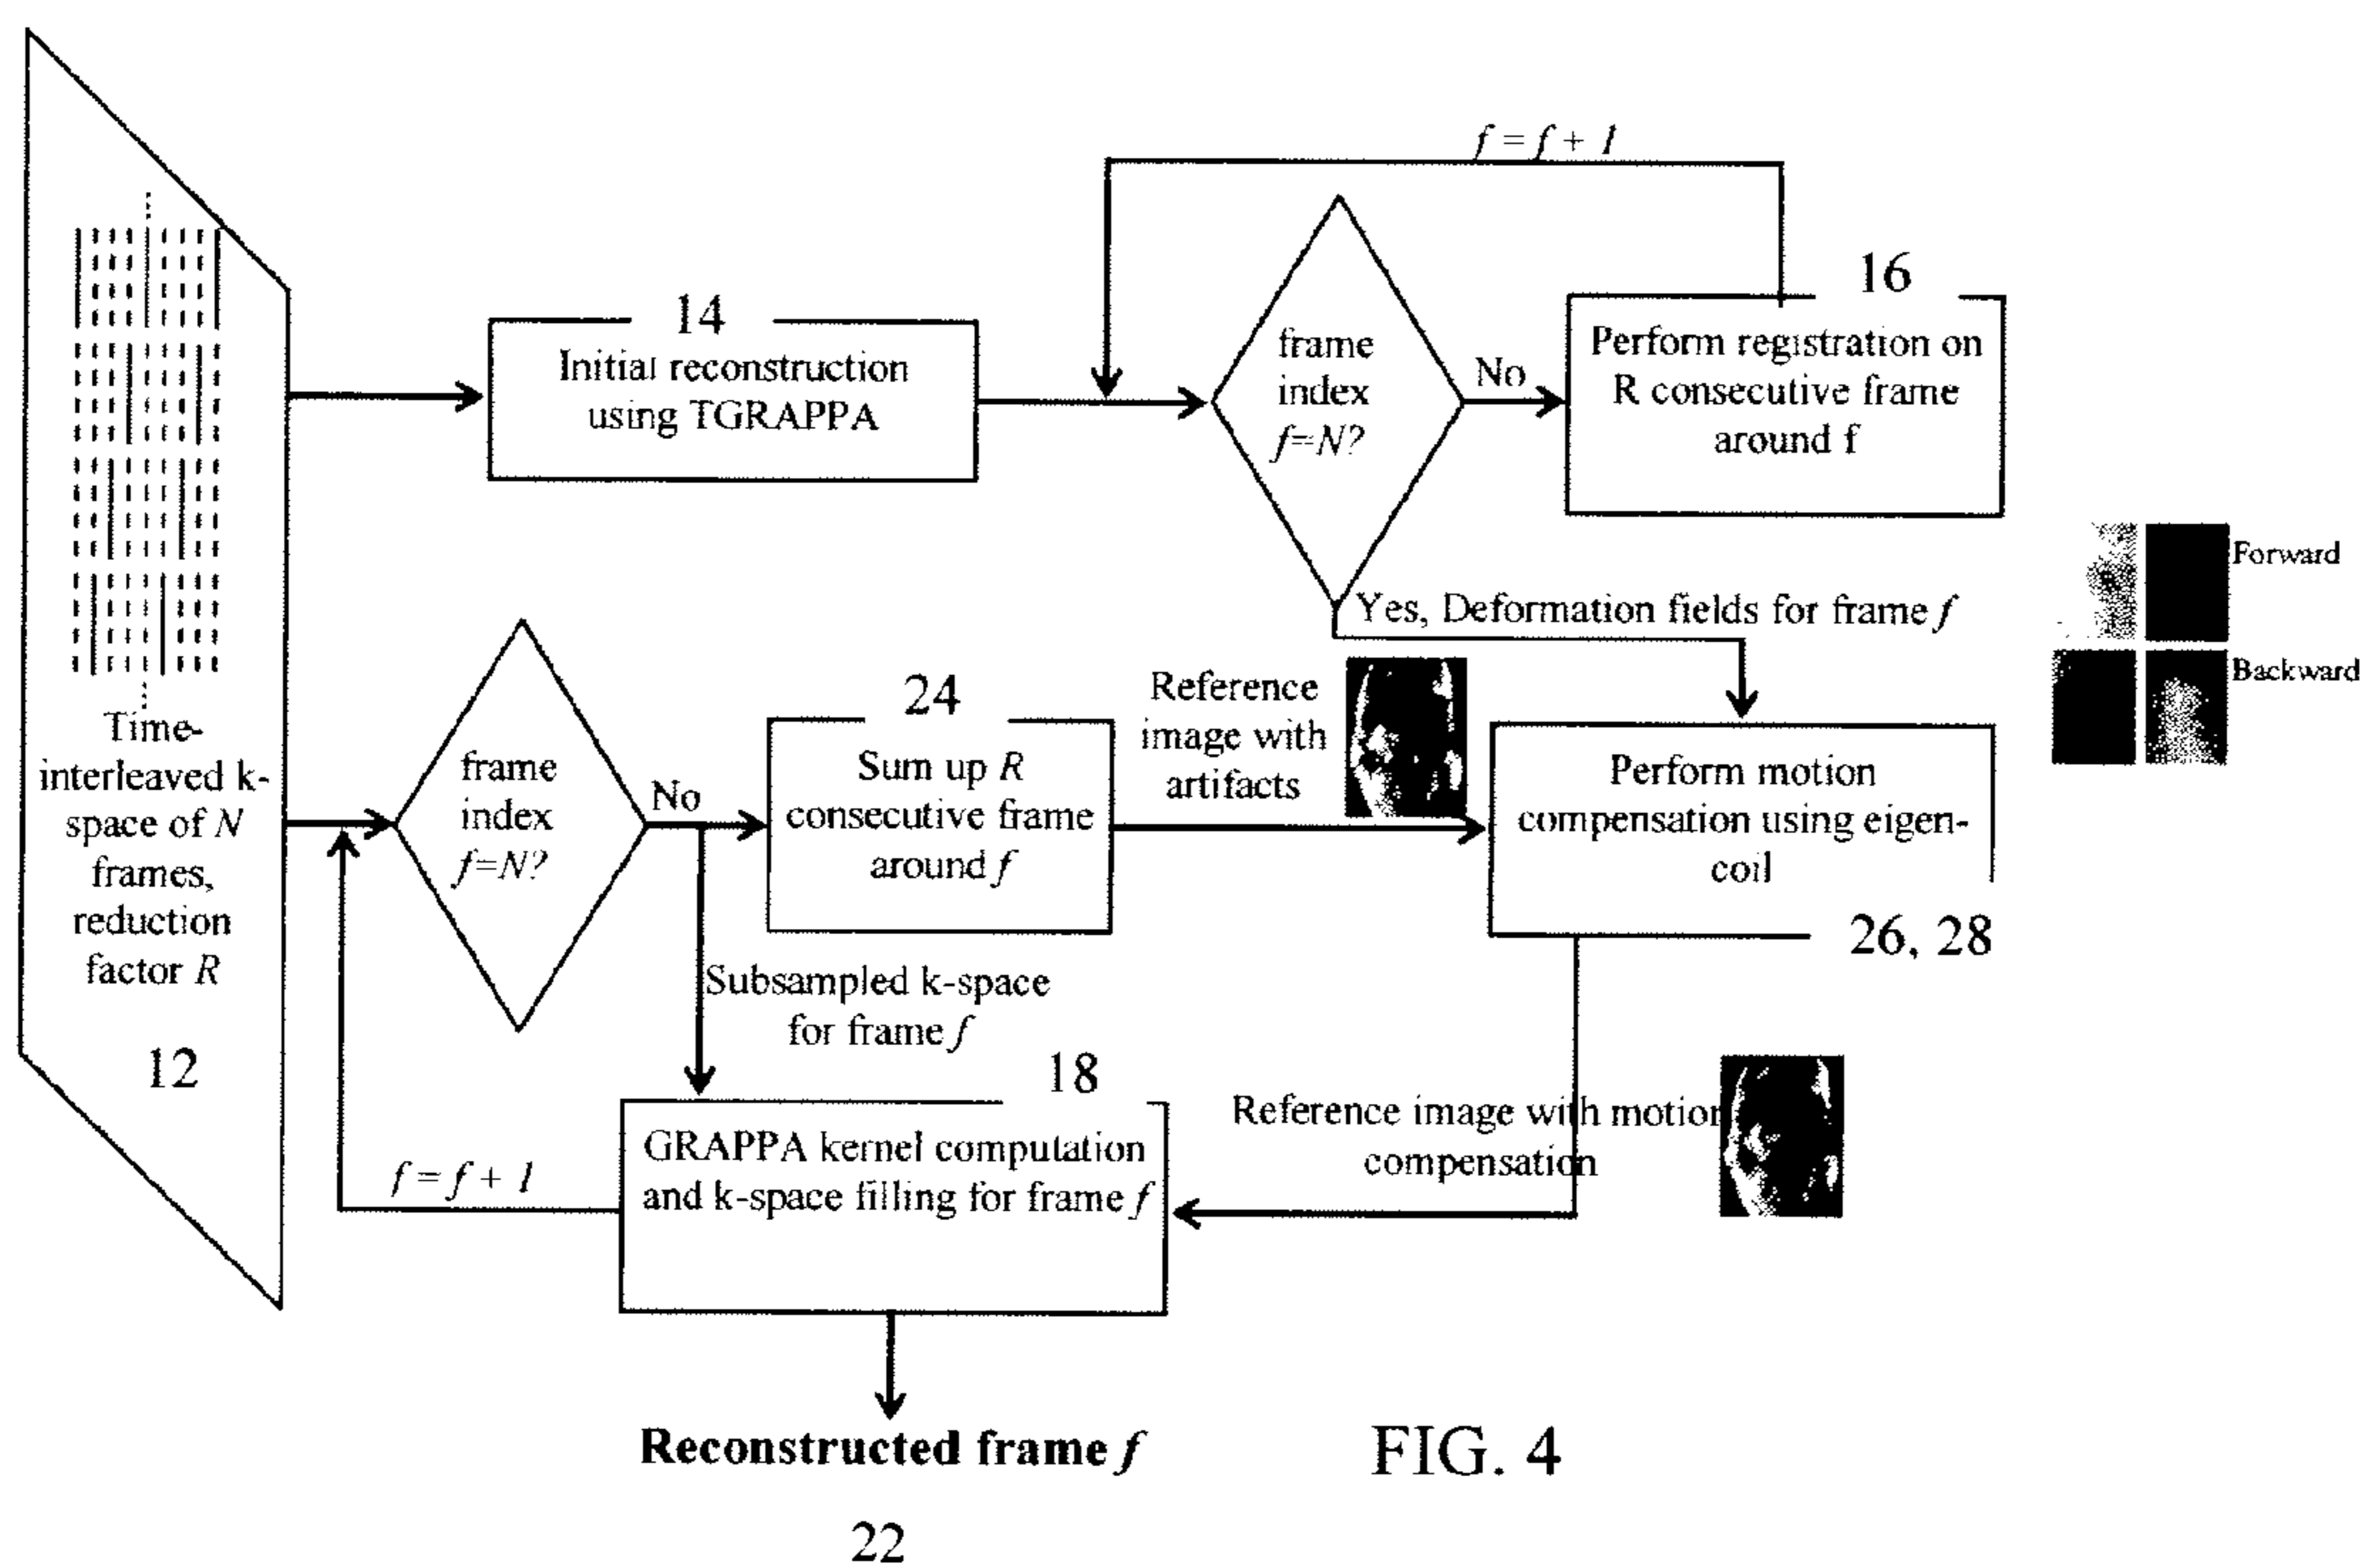 f = f + 1
16
14
Initial reconstruction
using TGRAPPA
frame
index
f=N?
No
Perform registration on
R consecutive frame
around f
Forward
Backward
Yes, Deformation fields for frame f
Time-
interleaved k-
space of N
frames,
reduction
factor R
12
frame
index
f=N?
No
24
Sum up R
consecutive frame
around f
Reference
image with
artifacts
Perform motion
compensation using eigen-
coil
26, 28
Subsampled k-space
for frame f
18
GRAPPA kernel computation
and k-space filling for frame f
f = f + 1
Reference image with motion
compensation
Reconstructed frame f
FIG. 4
22